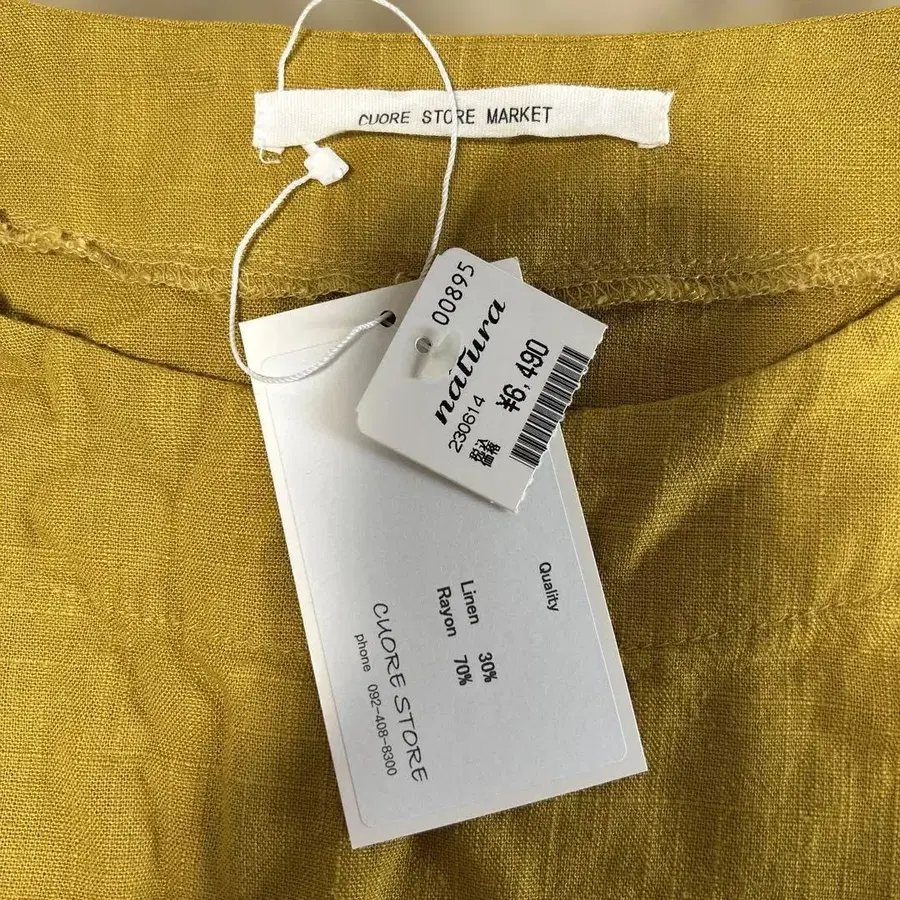 CUORE STORE MARKET
00895
natura
230614
¥6,490
税込
価格
Quality
Linen 30%
Rayon 70%
CUORE STORE
phone 092-408-8300